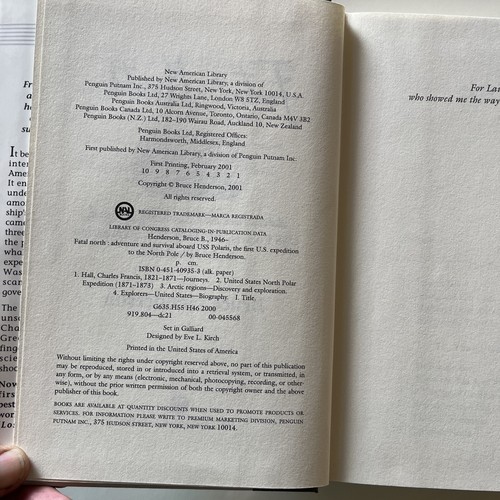 New American Library
Published by New American Library, a division of
Penguin Putnam Inc., 375 Hudson Street, New York, New York 10014, U.S.A.
Penguin Books Ltd, 27 Wrights Lane, London W8 5TZ, England
Penguin Books Australia Ltd, Ringwood, Victoria, Australia
Penguin Books Canada Ltd, 10 Alcorn Avenue, Toronto, Ontario, Canada M4V 3B2
Penguin Books (N.Z.) Ltd, 182–190 Wairau Road, Auckland 10, New Zealand
Penguin Books Ltd, Registered Offices:
Harmondsworth, Middlesex, England
First published by New American Library, a division of Penguin Putnam Inc.
First Printing, February 2001
10 9 8 7 6 5 4 3 2 1
Copyright © Bruce Henderson, 2001
All rights reserved.
NAL REGISTERED TRADEMARK—MARCA REGISTRADA
LIBRARY OF CONGRESS CATALOGING-IN-PUBLICATION DATA
Henderson, Bruce B., 1946–
Fatal north : adventure and survival aboard USS Polaris, the first U.S. expedition
to the North Pole / by Bruce Henderson.
p. cm.
ISBN 0-451-40935-3 (alk. paper)
1. Hall, Charles Francis, 1821–1871—Journeys. 2. United States North Polar
Expedition (1871–1873) 3. Arctic regions—Discovery and exploration.
4. Explorers—United States—Biography. I. Title.
G635.H55 H46 2000
919.804—dc21 00-045568
Set in Galliard
Designed by Eve L. Kirch
Printed in the United States of America
Without limiting the rights under copyright reserved above, no part of this publication
may be reproduced, stored in or introduced into a retrieval system, or transmitted, in
any form, or by any means (electronic, mechanical, photocopying, recording, or other-
wise), without the prior written permission of both the copyright owner and the above
publisher of this book.
BOOKS ARE AVAILABLE AT QUANTITY DISCOUNTS WHEN USED TO PROMOTE PRODUCTS OR
SERVICES. FOR INFORMATION PLEASE WRITE TO PREMIUM MARKETING DIVISION, PENGUIN
PUTNAM INC., 375 HUDSON STREET, NEW YORK, NEW YORK 10014.
For
who showed me the way